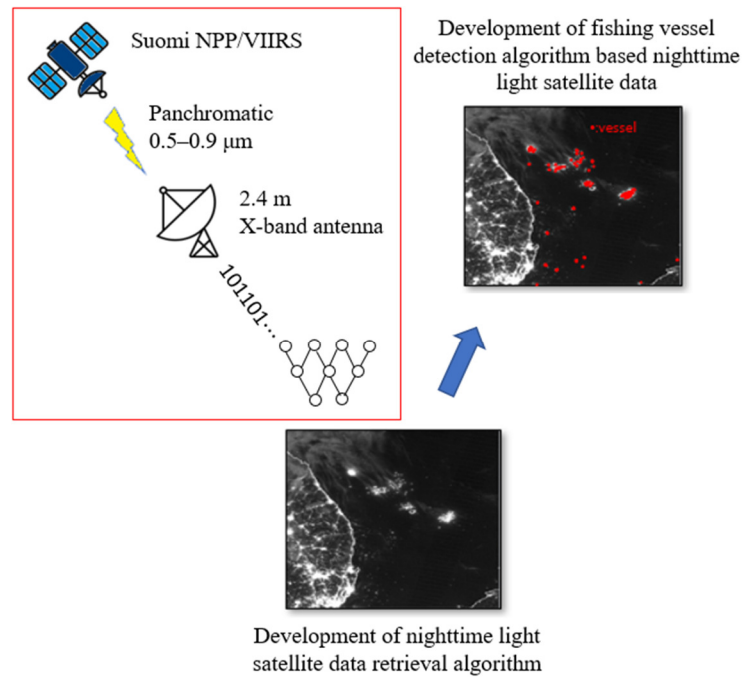 Suomi NPP/VIIRS
Panchromatic
0.5–0.9 μm
2.4 m
X-band antenna
101101...
Development of fishing vessel
detection algorithm based nighttime
light satellite data
:vessel
Development of nighttime light
satellite data retrieval algorithm